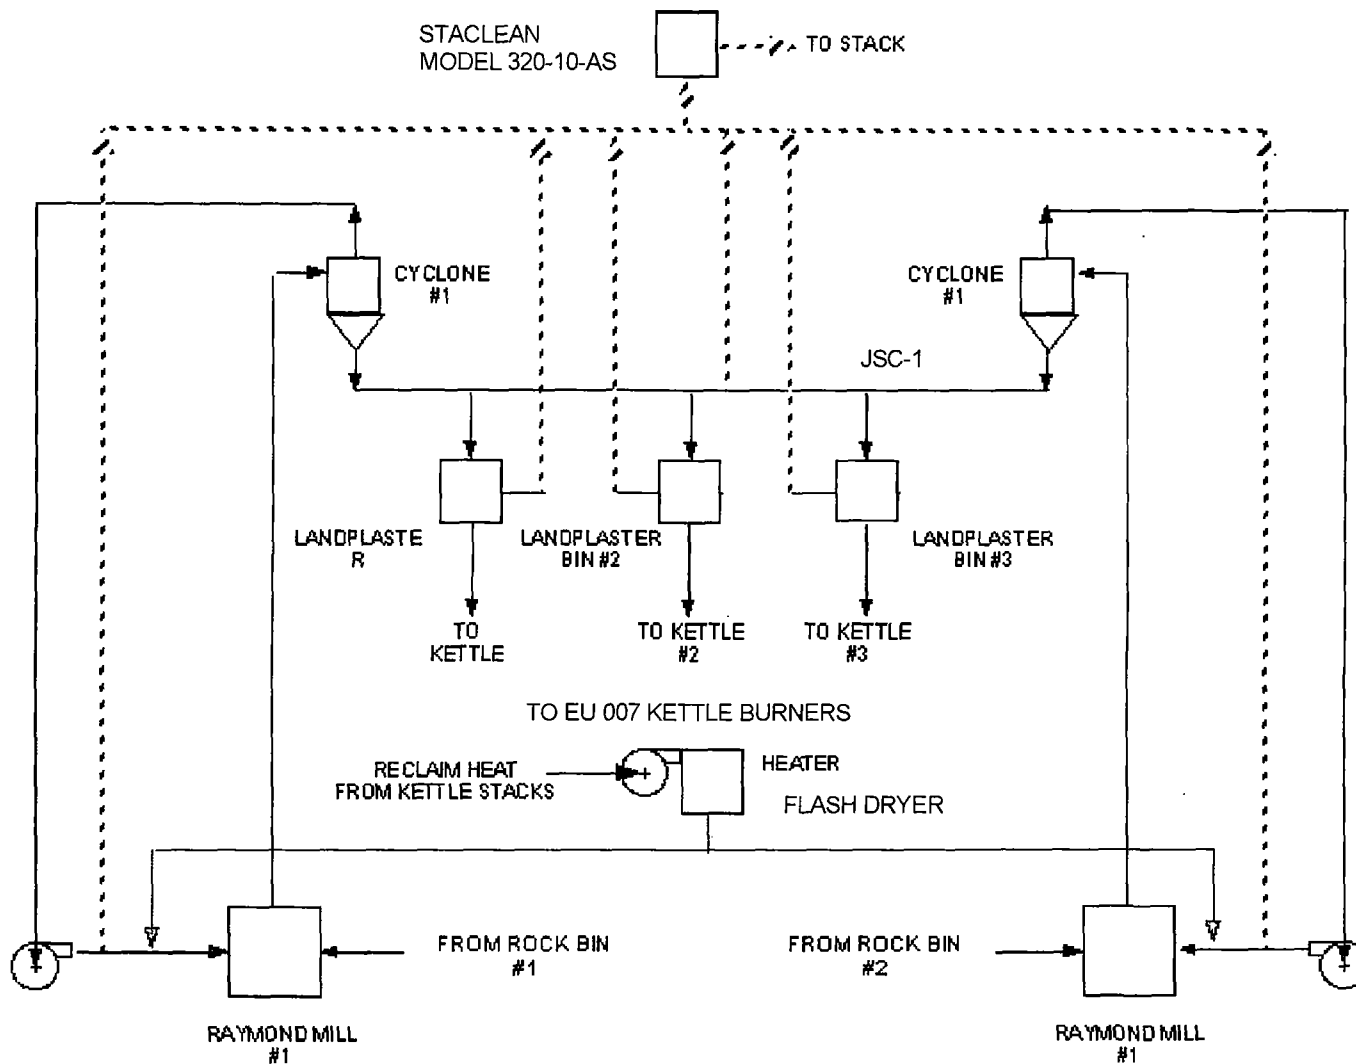 STACLEAN
MODEL 320-10-AS
TO STACK
CYCLONE
#1
CYCLONE
#1
JSC-1
LANDPLASTE
R
LANDPLASTER
BIN #2
LANDPLASTER
BIN #3
TO
KETTLE
TO KETTLE
#2
TO KETTLE
#3
TO EU 007 KETTLE BURNERS
RECLAIM HEAT
FROM KETTLE STACKS
HEATER
FLASH DRYER
FROM ROCK BIN
#1
FROM ROCK BIN
#2
RAYMOND MILL
#1
RAYMOND MILL
#1